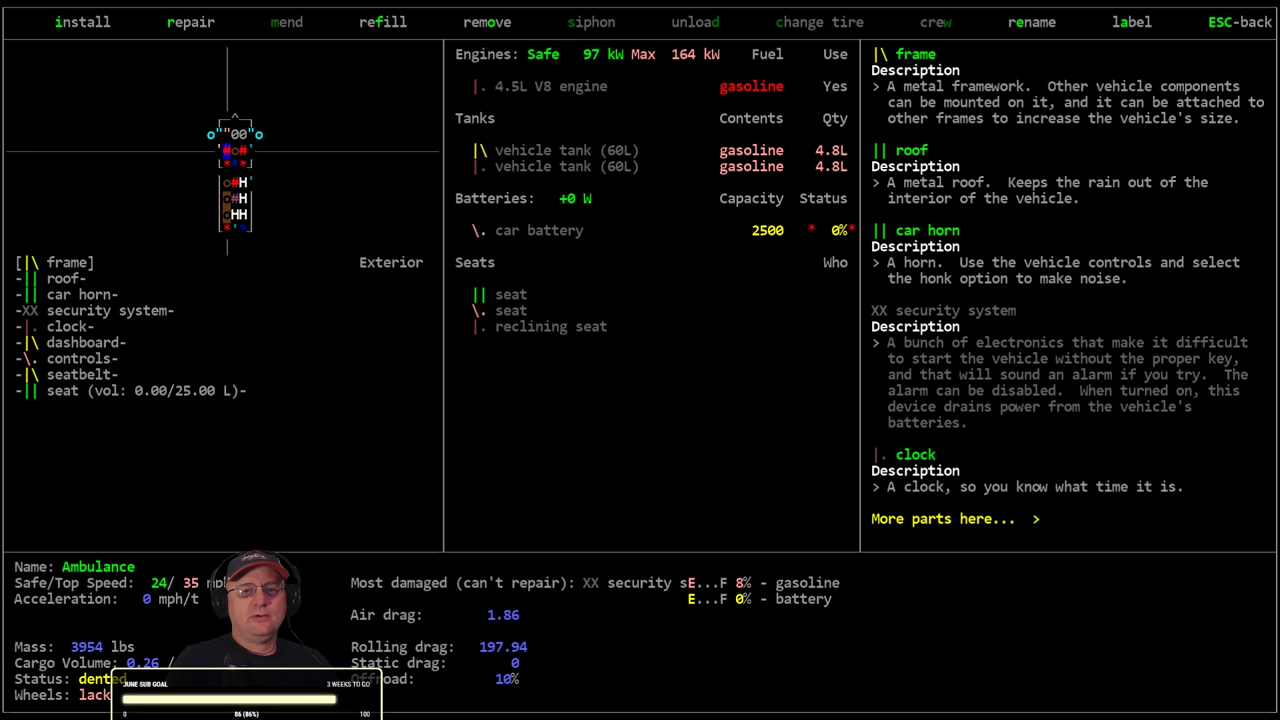 install repair mend refill remove siphon unload change tire crew rename label ESC-back
Engines: Safe 97 kW Max 164 kW Fuel Use
|. 4.5L V8 engine gasoline Yes
Tanks Contents Qty
|\ vehicle tank (60L) gasoline 4.8L
|. vehicle tank (60L) gasoline 4.8L
Batteries: +0 W Capacity Status
\. car battery 2500 * 0%*
Seats Who
|| seat
\. seat
|. reclining seat
[|\ frame] Exterior
-|| roof-
-|| car horn-
-XX security system-
-|. clock-
-|\ dashboard-
-\. controls-
-|\ seatbelt-
-|| seat (vol: 0.00/25.00 L)-
|\ frame
Description
> A metal framework. Other vehicle components
can be mounted on it, and it can be attached to
other frames to increase the vehicle's size.
|| roof
Description
> A metal roof. Keeps the rain out of the
interior of the vehicle.
|| car horn
Description
> A horn. Use the vehicle controls and select
the honk option to make noise.
XX security system
Description
> A bunch of electronics that make it difficult
to start the vehicle without the proper key,
and that will sound an alarm if you try. The
alarm can be disabled. When turned on, this
device drains power from the vehicle's
batteries.
|. clock
Description
> A clock, so you know what time it is.
More parts here... >
Name: Ambulance
Safe/Top Speed: 24/ 35 Most damaged (can't repair): XX security sE...F 8% - gasoline
Acceleration: 0 mph/t E...F 0% - battery
Air drag: 1.86
Mass: 3954 lbs Rolling drag: 197.94
Cargo Volume: 0.26 / Static drag: 0
Status: dented 10%
Wheels: lack
JUNE SUB GOAL 3 WEEKS TO GO
0 86 (86%) 100